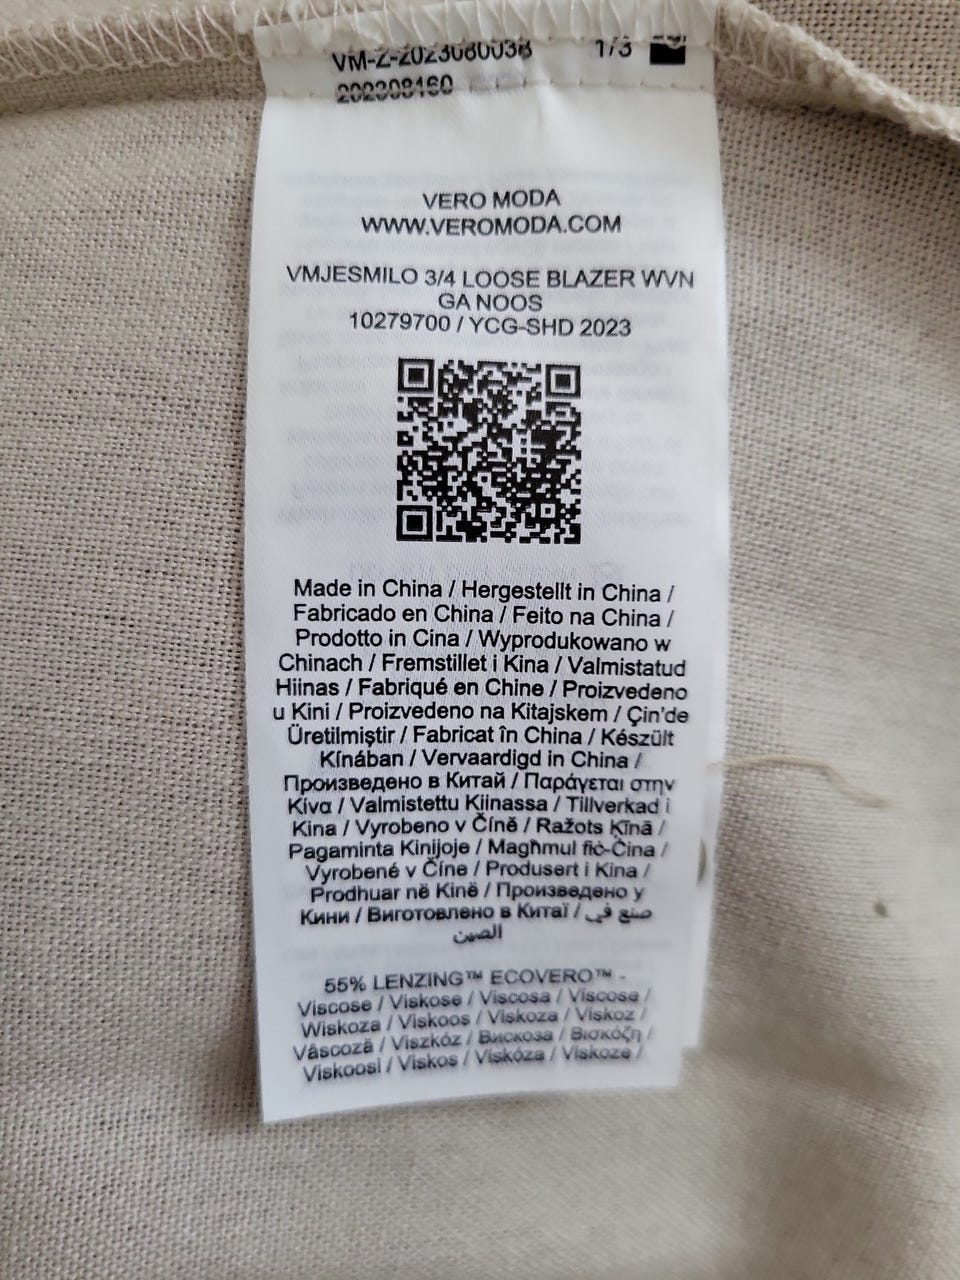 VM-Z-2023080038 1/3
202308160
VERO MODA
WWW.VEROMODA.COM
VMJESMILO 3/4 LOOSE BLAZER WVN
GA NOOS
10279700 / YCG-SHD 2023
Made in China / Hergestellt in China /
Fabricado en China / Feito na China /
Prodotto in Cina / Wyprodukowano w
Chinach / Fremstillet i Kina / Valmistatud
Hiinas / Fabriqué en Chine / Proizvedeno
u Kini / Proizvedeno na Kitajskem / Çin'de
Üretilmiştir / Fabricat în China / Készült
Kínában / Vervaardigd in China /
Произведено в Китай / Παράγεται στην
Κίνα / Valmistettu Kiinassa / Tillverkad i
Kina / Vyrobeno v Číně / Ražots Ķīnā /
Pagaminta Kinijoje / Magħmul fiċ-Ċina /
Vyrobené v Číne / Produsert i Kina /
Prodhuar në Kinë / Произведено у
Кини / Виготовлено в Китаї / صنع في
الصين
55% LENZING™ ECOVERO™ -
Viscose / Viskose / Viscosa / Viscosa /
Wiskoza / Viskoos / Viskoza / Viskoz /
Vâscoză / Viszkóz / Вискоза / Βισκόζη /
Viskoosi / Viskos / Viskóza / Viskoze /